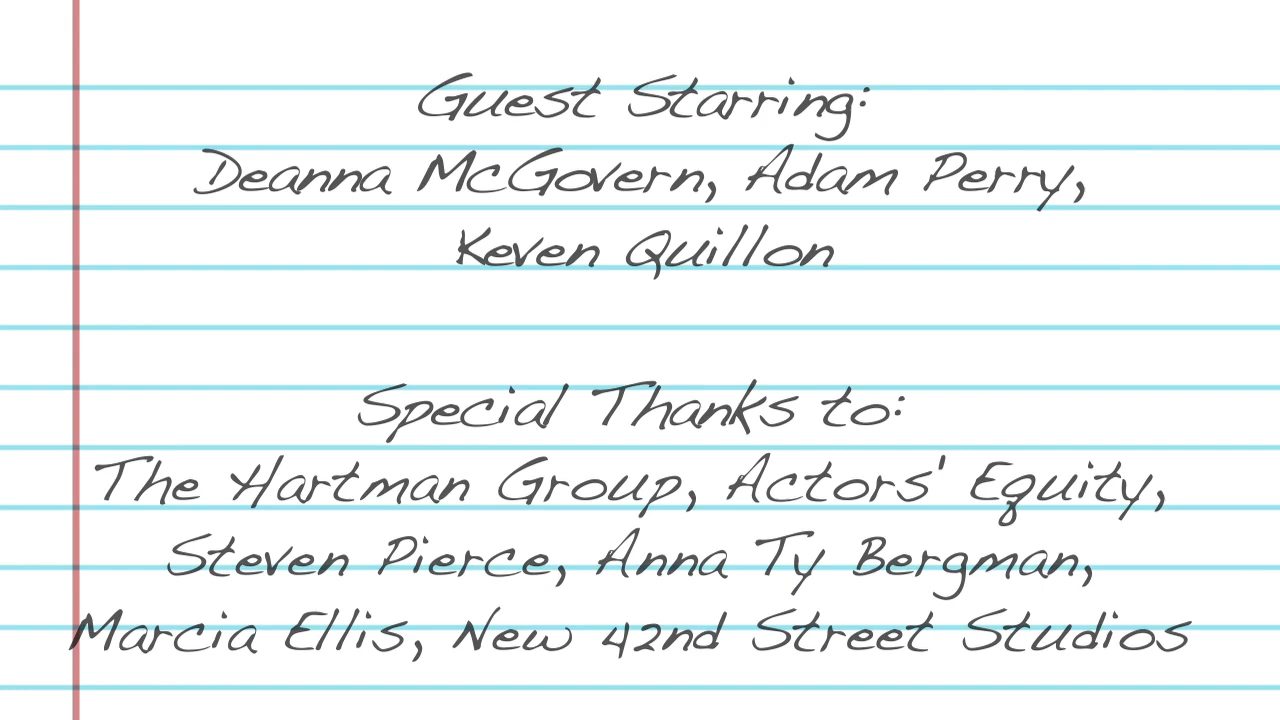 Guest Starring:
Deanna McGovern, Adam Perry,
Keven Quillon
Special Thanks to:
The Hartman Group, Actors' Equity,
Steven Pierce, Anna Ty Bergman,
Marcia Ellis, New 42nd Street Studios